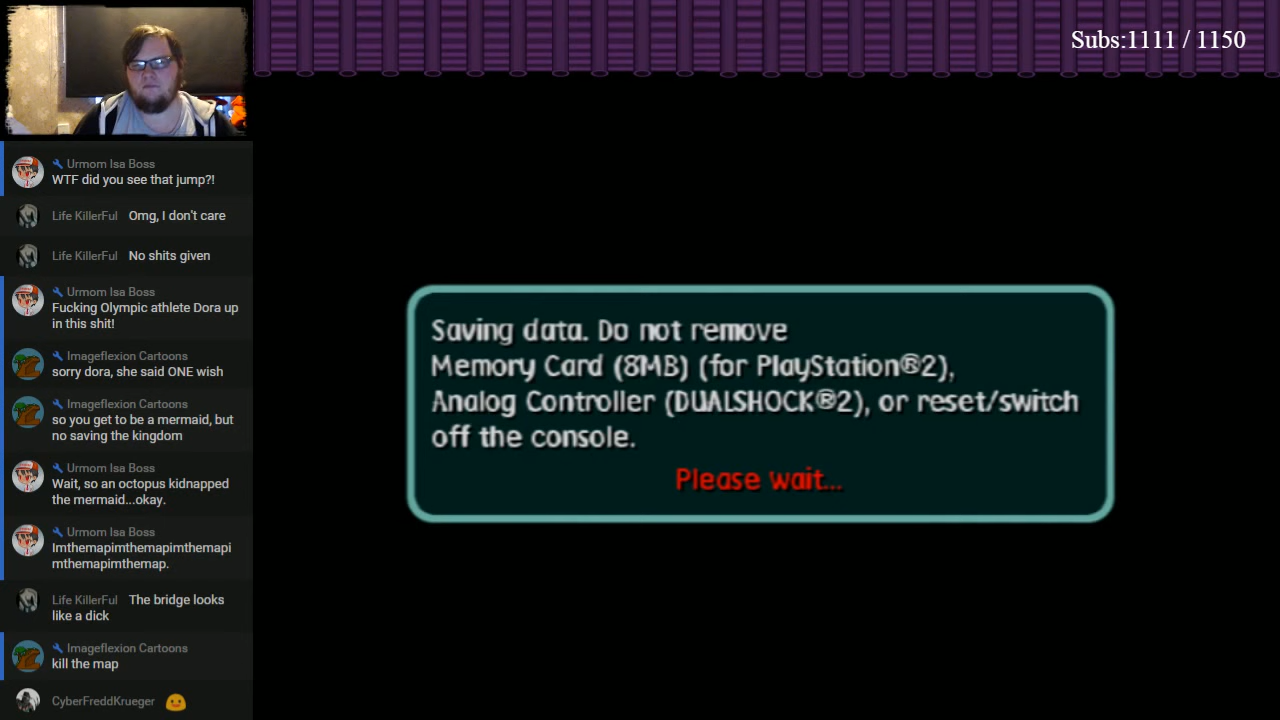 Subs:1111 / 1150
Urmom Isa Boss
WTF did you see that jump?!
Life KillerFul Omg, I don't care
Life KillerFul No shits given
Urmom Isa Boss
Fucking Olympic athlete Dora up
in this shit!
Imageflexion Cartoons
sorry dora, she said ONE wish
Imageflexion Cartoons
so you get to be a mermaid, but
no saving the kingdom
Urmom Isa Boss
Wait, so an octopus kidnapped
the mermaid...okay.
Urmom Isa Boss
Imthemapimthemapimthemapi
mthemapimthemap.
Life KillerFul The bridge looks
like a dick
Imageflexion Cartoons
kill the map
CyberFreddKrueger
Saving data. Do not remove
Memory Card (8MB) (for PlayStation®2),
Analog Controller (DUALSHOCK®2), or reset/switch
off the console.
Please wait...